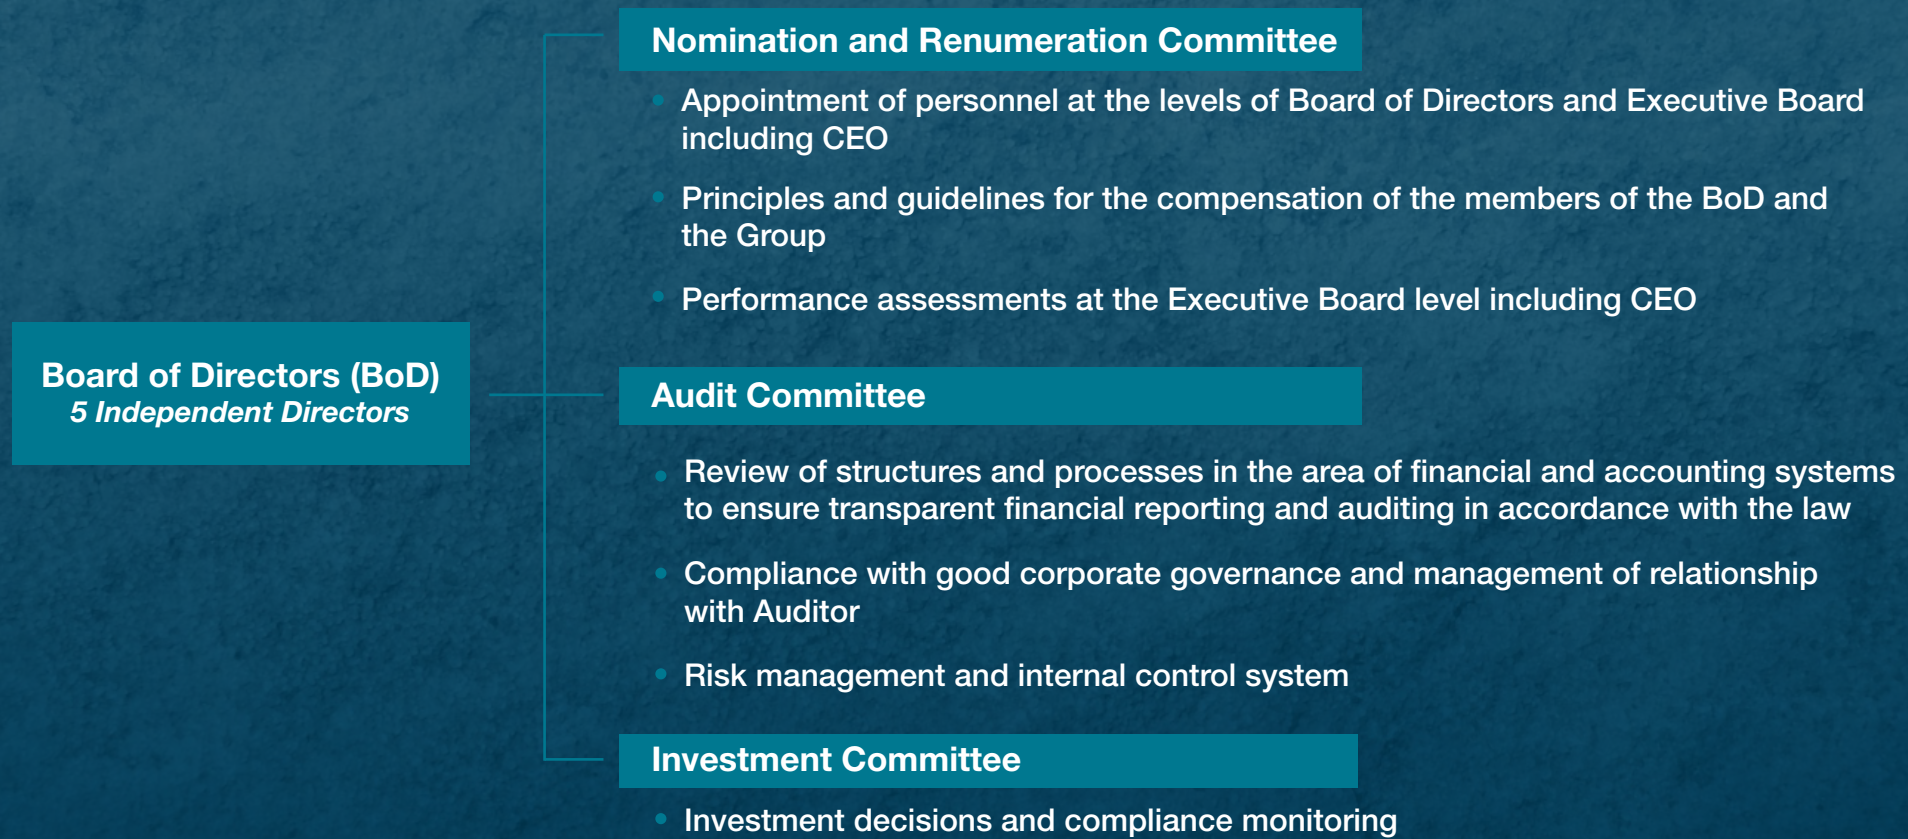 Board of Directors (BoD)
5 Independent Directors
Nomination and Renumeration Committee
• Appointment of personnel at the levels of Board of Directors and Executive Board
including CEO
• Principles and guidelines for the compensation of the members of the BoD and
the Group
• Performance assessments at the Executive Board level including CEO
Audit Committee
• Review of structures and processes in the area of financial and accounting systems
to ensure transparent financial reporting and auditing in accordance with the law
• Compliance with good corporate governance and management of relationship
with Auditor
• Risk management and internal control system
Investment Committee
• Investment decisions and compliance monitoring